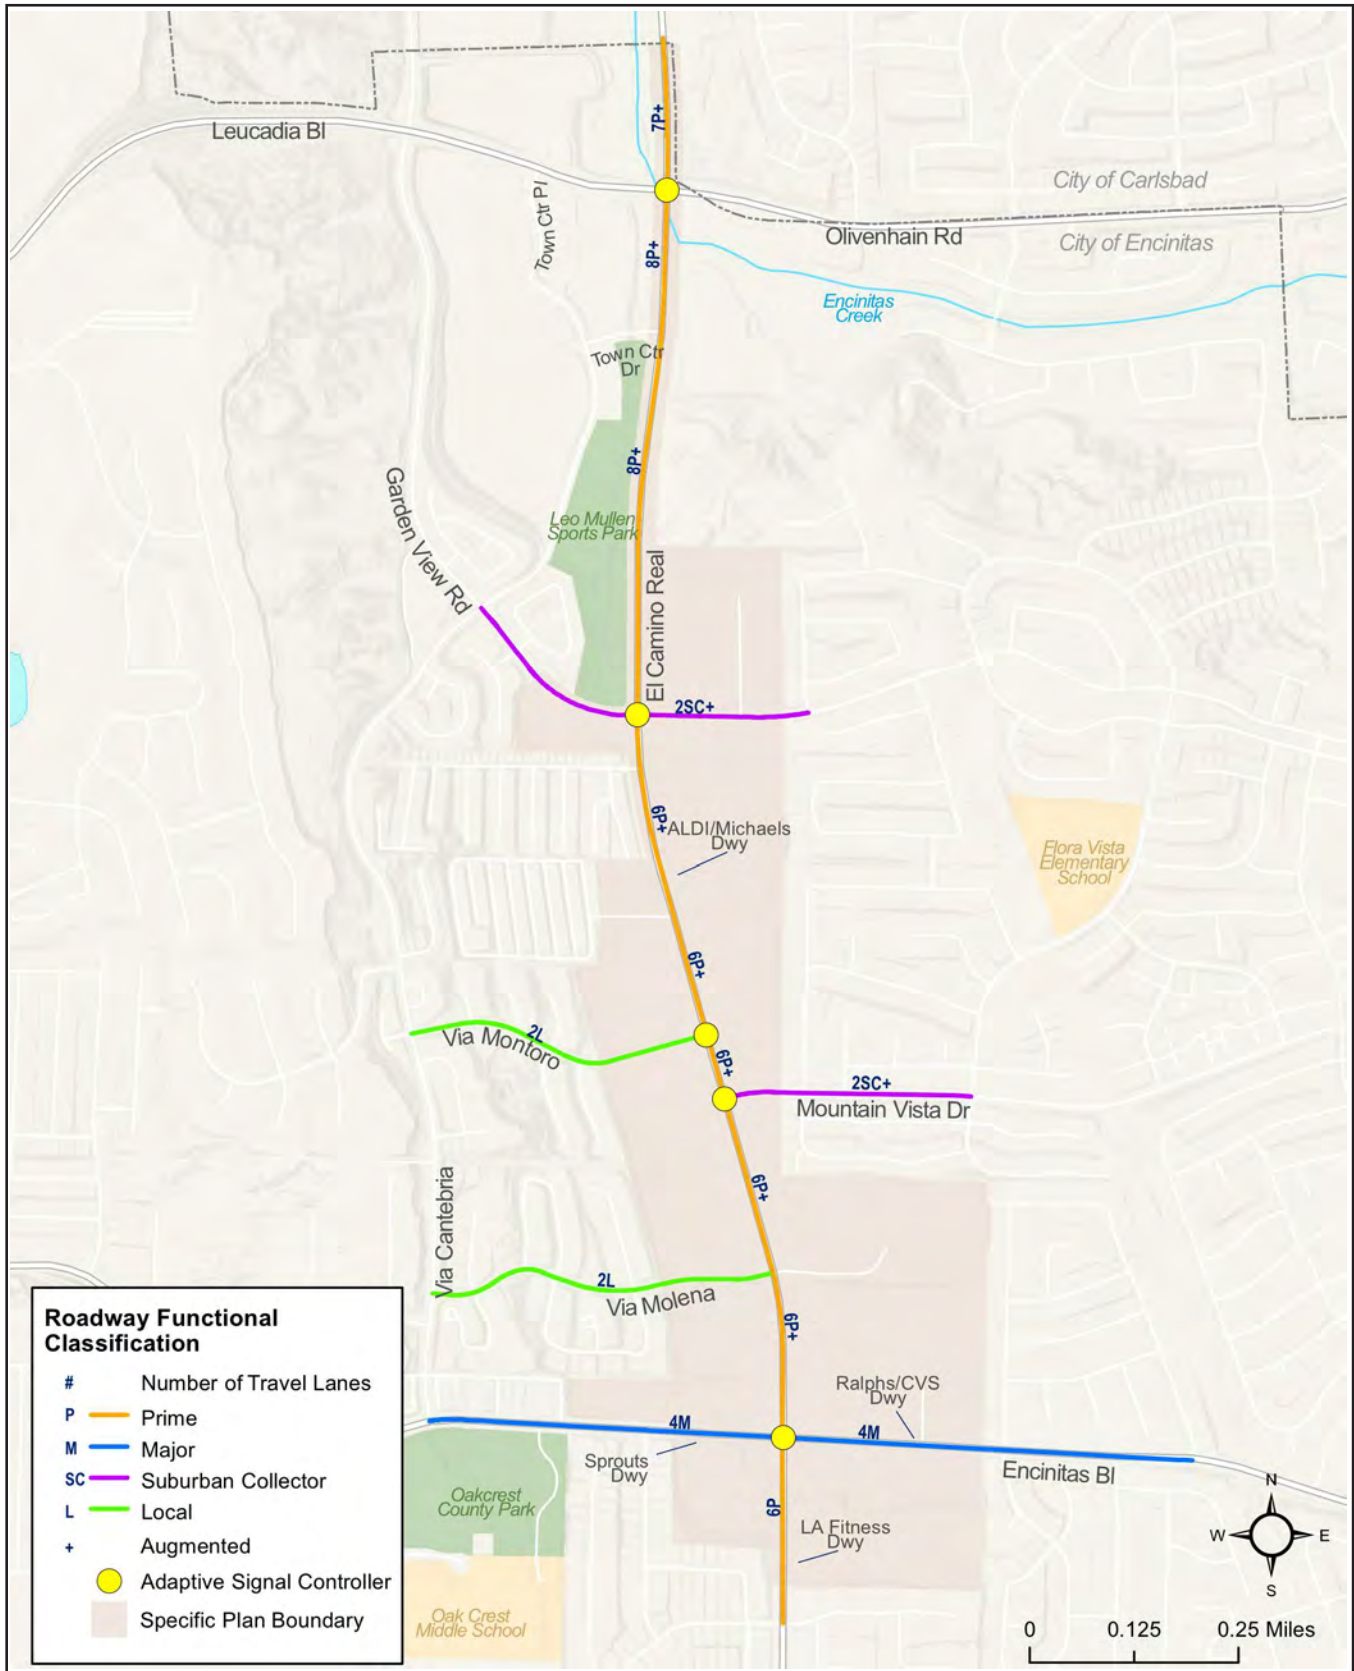 7P+
Leucadia Bl
City of Carlsbad
Town Ctr Pl
Olivenhain Rd
City of Encinitas
8P+
Encinitas
Creek
Town Ctr
Dr
8P+
Garden View Rd
Leo Mullen
Sports Park
El Camino Real
2SC+
6P+
ALDI/Michaels
Dwy
Flora Vista
Elementary
School
6P+
2L
Via Montoro
6P+
2SC+
Mountain Vista Dr
6P+
Via Cantebria
2L
Via Molena
6P+
Ralphs/CVS
Dwy
4M
4M
Sprouts
Dwy
Encinitas Bl
Oakcrest
County Park
6P
LA Fitness
Dwy
Oak Crest
Middle School
Roadway Functional
Classification
# Number of Travel Lanes
P Prime
M Major
SC Suburban Collector
L Local
+ Augmented
Adaptive Signal Controller
Specific Plan Boundary
N
W E
S
0 0.125 0.25 Miles